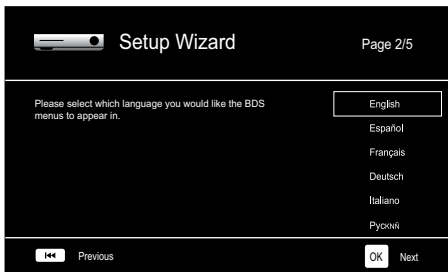 Setup Wizard
Page 2/5
Please select which language you would like the BDS
menus to appear in.
English
Español
Français
Deutsch
Italiano
Русκνñ
Previous
OK Next